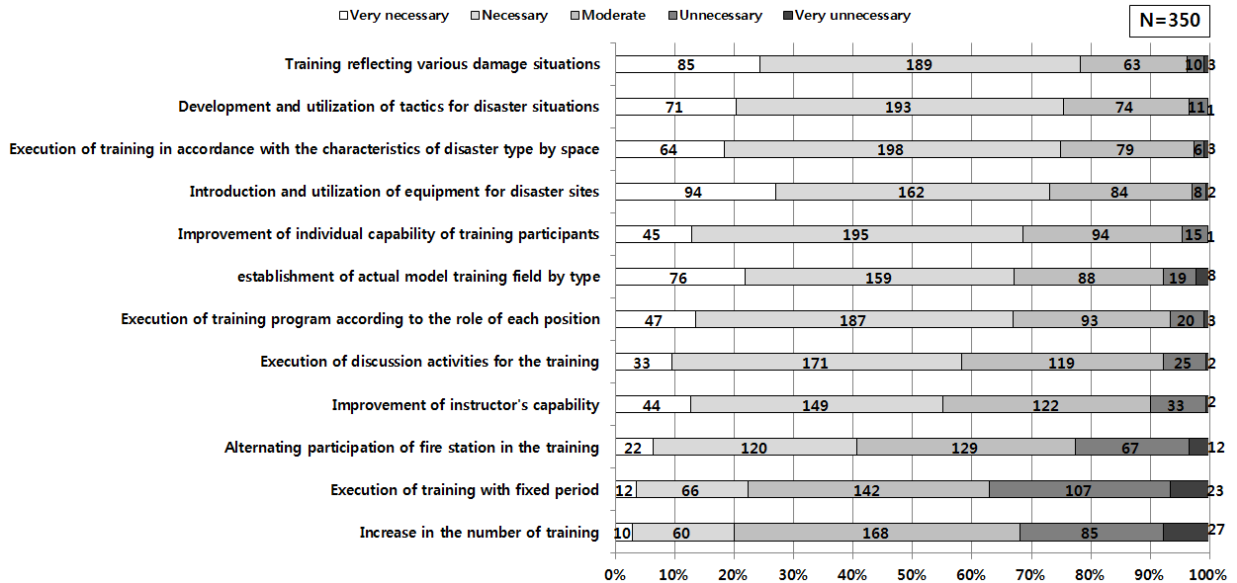 Very necessary Necessary Moderate Unnecessary Very unnecessary
N=350
Training reflecting various damage situations 85 189 63 10 3
Development and utilization of tactics for disaster situations 71 193 74 11 1
Execution of training in accordance with the characteristics of disaster type by space 64 198 79 6 3
Introduction and utilization of equipment for disaster sites 94 162 84 8 2
Improvement of individual capability of training participants 45 195 94 15 1
establishment of actual model training field by type 76 159 88 19 8
Execution of training program according to the role of each position 47 187 93 20 3
Execution of discussion activities for the training 33 171 119 25 2
Improvement of instructor's capability 44 149 122 33 2
Alternating participation of fire station in the training 22 120 129 67 12
Execution of training with fixed period 12 66 142 107 23
Increase in the number of training 10 60 168 85 27
0% 10% 20% 30% 40% 50% 60% 70% 80% 90% 100%